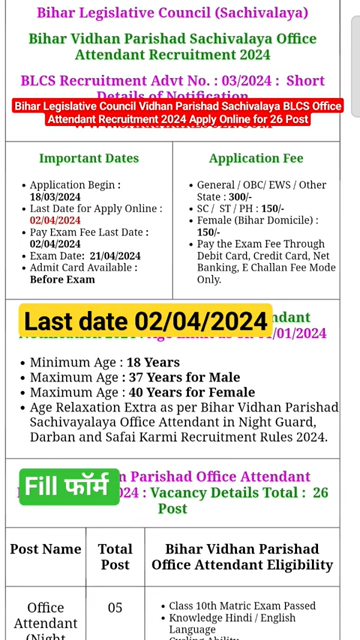 Bihar Legislative Council (Sachivalaya)
Bihar Vidhan Parishad Sachivalaya Office
Attendant Recruitment 2024
BLCS Recruitment Advt No. : 03/2024 : Short
Details of Notification
Bihar Legislative Council Vidhan Parishad Sachivalaya BLCS Office
Attendant Recruitment 2024 Apply Online for 26 Post
Important Dates
• Application Begin :
18/03/2024
• Last Date for Apply Online :
02/04/2024
• Pay Exam Fee Last Date :
02/04/2024
• Exam Date: 21/04/2024
• Admit Card Available :
Before Exam
Application Fee
• General / OBC/ EWS / Other
State : 300/-
• SC / ST / PH : 150/-
• Female (Bihar Domicile) :
150/-
• Pay the Exam Fee Through
Debit Card, Credit Card, Net
Banking, E Challan Fee Mode
Only.
Last date 02/04/2024
• Minimum Age : 18 Years
• Maximum Age : 37 Years for Male
• Maximum Age : 40 Years for Female
• Age Relaxation Extra as per Bihar Vidhan Parishad
Sachivayalaya Office Attendant in Night Guard,
Darban and Safai Karmi Recruitment Rules 2024.
Fill फॉर्म
Parishad Office Attendant
2024 : Vacancy Details Total : 26
Post
Post Name
Total
Post
Bihar Vidhan Parishad
Office Attendant Eligibility
Office
Attendant
(Night
05
• Class 10th Matric Exam Passed
• Knowledge Hindi / English
Language
• Cycling Ability